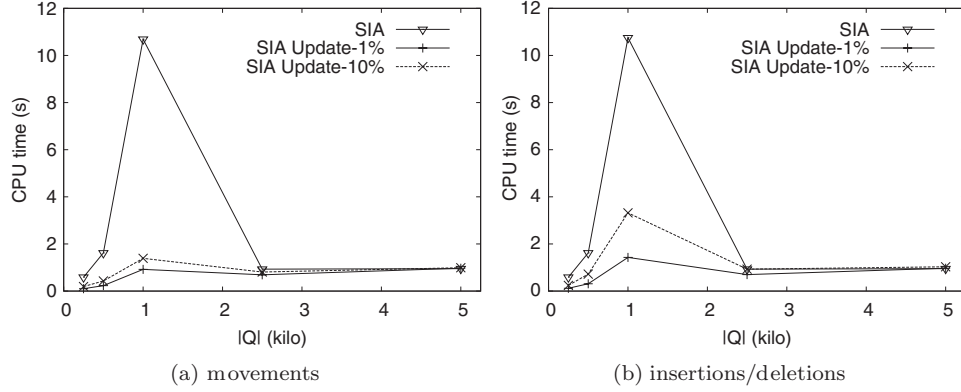 12
10
8
6
4
2
0
CPU time (s)
SIA
SIA Update-1%
SIA Update-10%
0 1 2 3 4 5
|Q| (kilo)
(a) movements
12
10
8
6
4
2
0
CPU time (s)
SIA
SIA Update-1%
SIA Update-10%
0 1 2 3 4 5
|Q| (kilo)
(b) insertions/deletions